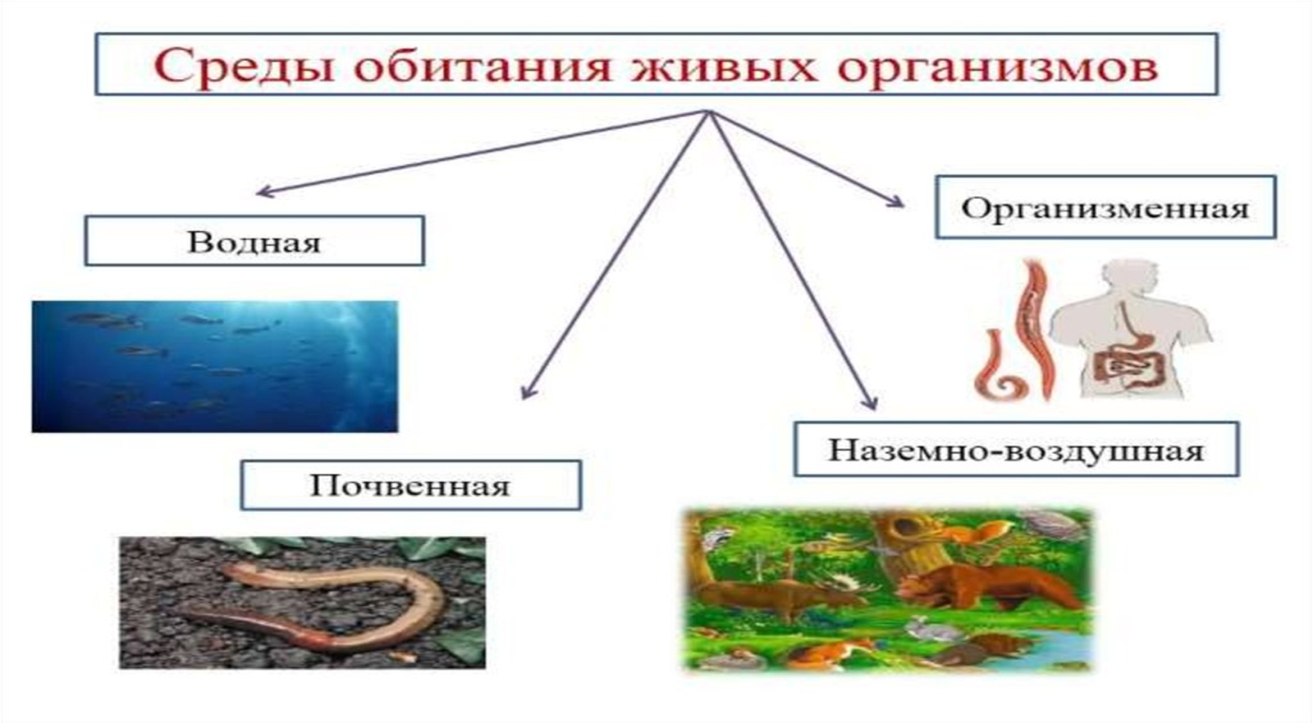 Среды обитания живых организмов
Водная
Организменная
Почвенная
Наземно-воздушная